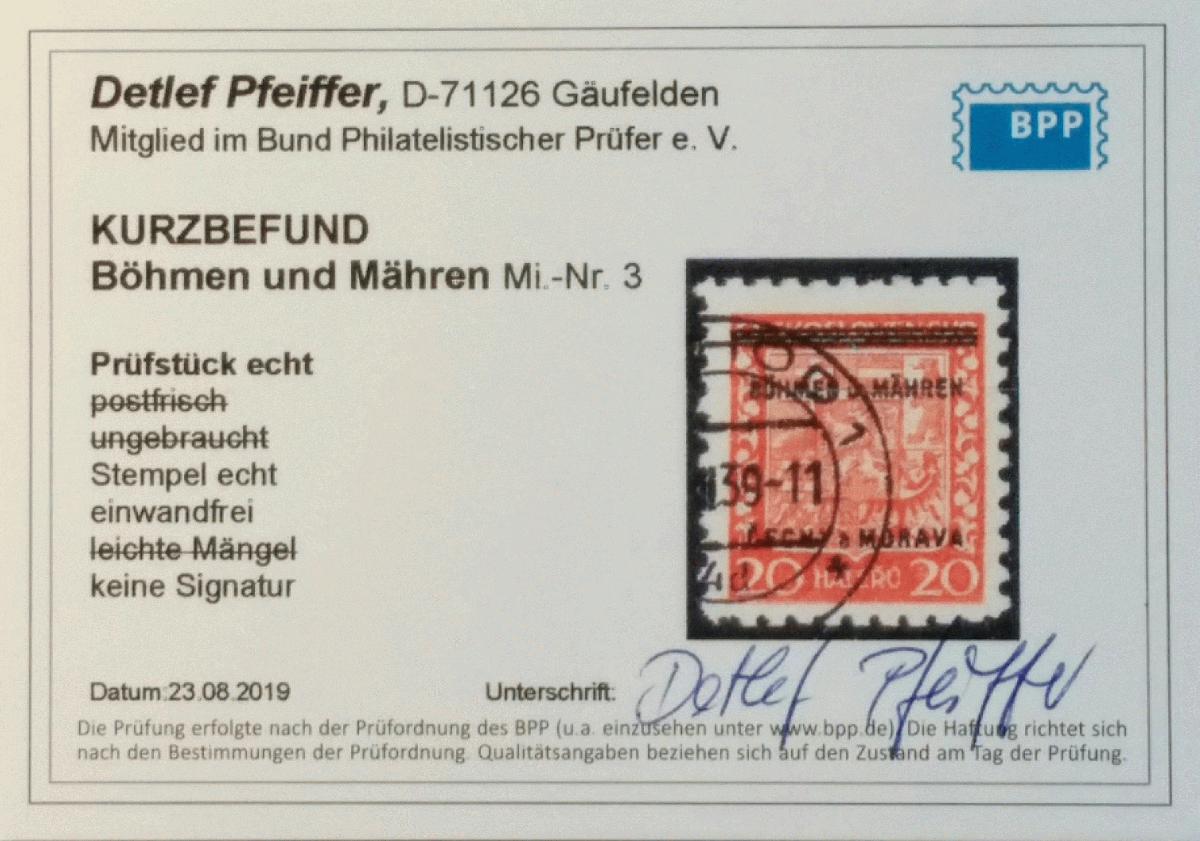 Detlef Pfeiffer, D-71126 Gäufelden
Mitglied im Bund Philatelistischer Prüfer e. V.
BPP
KURZBEFUND
Böhmen und Mähren Mi.-Nr. 3
Prüfstück echt
postfrisch
ungebraucht
Stempel echt
einwandfrei
leichte Mängel
keine Signatur
BÖHMEN u. MÄHREN
1
39-11
ČECHY a MORAVA
4d
20 HALÉŘŮ 20
Datum:23.08.2019
Unterschrift: Detlef Pfeiffer
Die Prüfung erfolgte nach der Prüfordnung des BPP (u.a. einzusehen unter www.bpp.de). Die Haftung richtet sich
nach den Bestimmungen der Prüfordnung. Qualitätsangaben beziehen sich auf den Zustand am Tag der Prüfung.